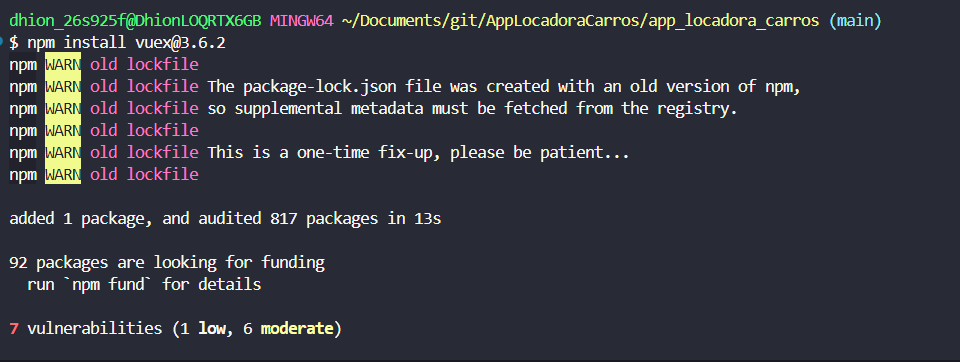 dhion_26s925f@DhionLOQRTX6GB MINGW64 ~/Documents/git/AppLocadoraCarros/app_locadora_carros (main)
$ npm install vuex@3.6.2
npm WARN old lockfile
npm WARN old lockfile The package-lock.json file was created with an old version of npm,
npm WARN old lockfile so supplemental metadata must be fetched from the registry.
npm WARN old lockfile
npm WARN old lockfile This is a one-time fix-up, please be patient...
npm WARN old lockfile
added 1 package, and audited 817 packages in 13s
92 packages are looking for funding
run `npm fund` for details
7 vulnerabilities (1 low, 6 moderate)